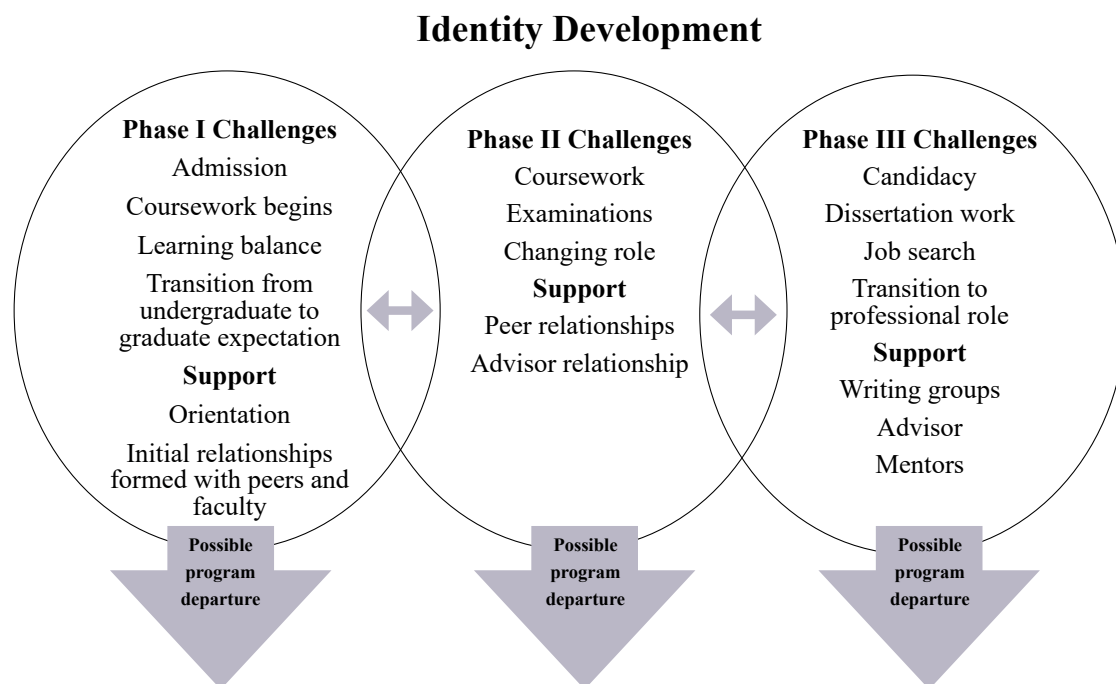 Identity Development
Phase I Challenges
Admission
Coursework begins
Learning balance
Transition from
undergraduate to
graduate expectation
Support
Orientation
Initial relationships
formed with peers and
faculty
Possible
program
departure
Phase II Challenges
Coursework
Examinations
Changing role
Support
Peer relationships
Advisor relationship
Possible
program
departure
Phase III Challenges
Candidacy
Dissertation work
Job search
Transition to
professional role
Support
Writing groups
Advisor
Mentors
Possible
program
departure